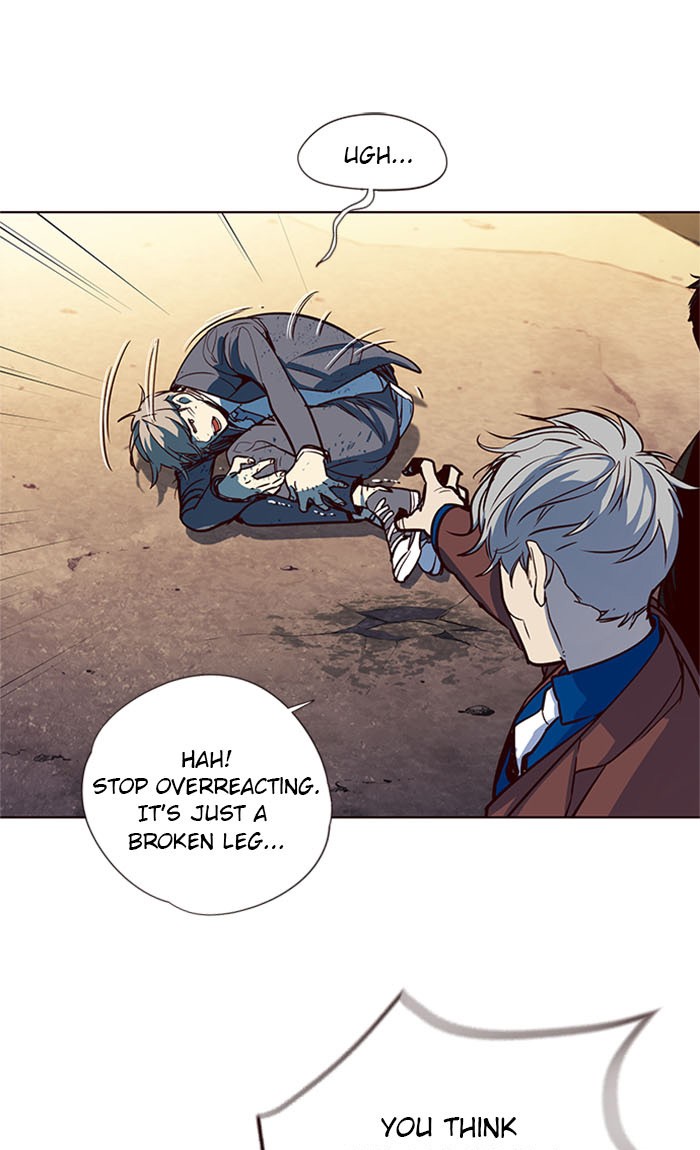 UGH...
HAH!
STOP OVERREACTING.
IT'S JUST A
BROKEN LEG...
YOU THINK